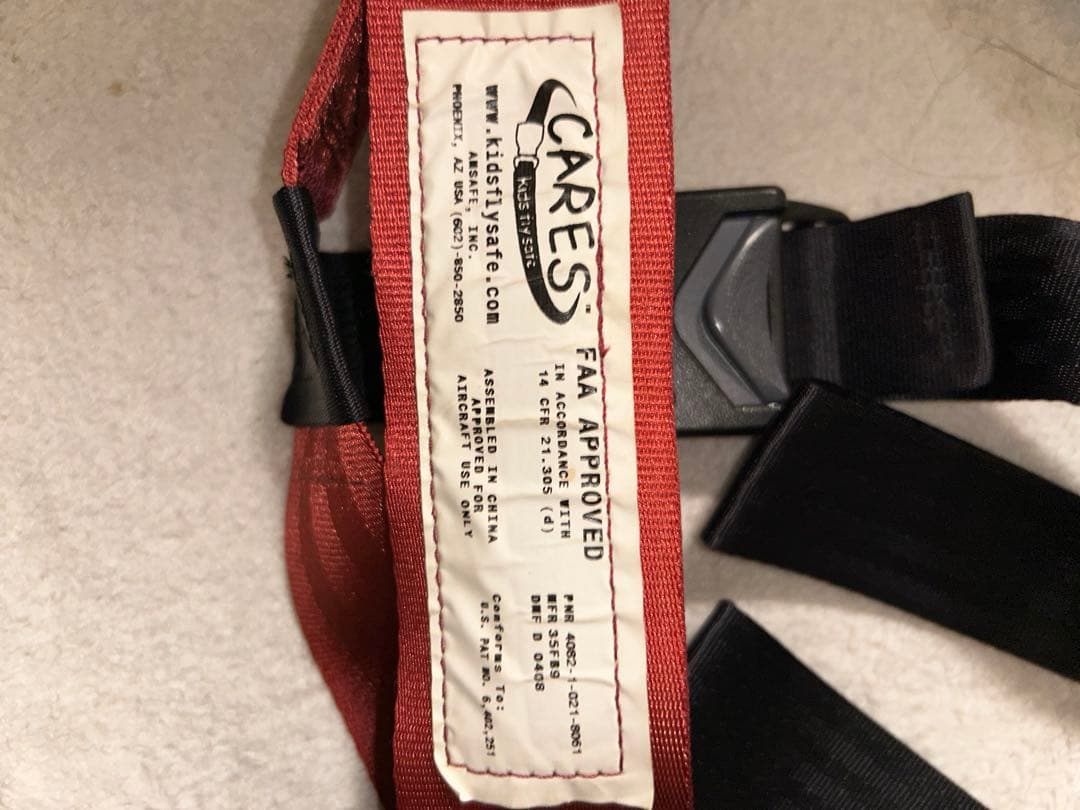 CARES™
kids fly safe
www.kidsflysafe.com
AMSAFE, INC.
PHOENIX, AZ USA (602)-850-2850
FAA APPROVED
IN ACCORDANCE WITH
14 CFR 21.305 (d)
ASSEMBLED IN CHINA
APPROVED FOR
AIRCRAFT USE ONLY
PNR 4082-1-021-8061
MFR 35FB9
DMF D 0408
Conforms To:
U.S. PAT NO. 6,402,251